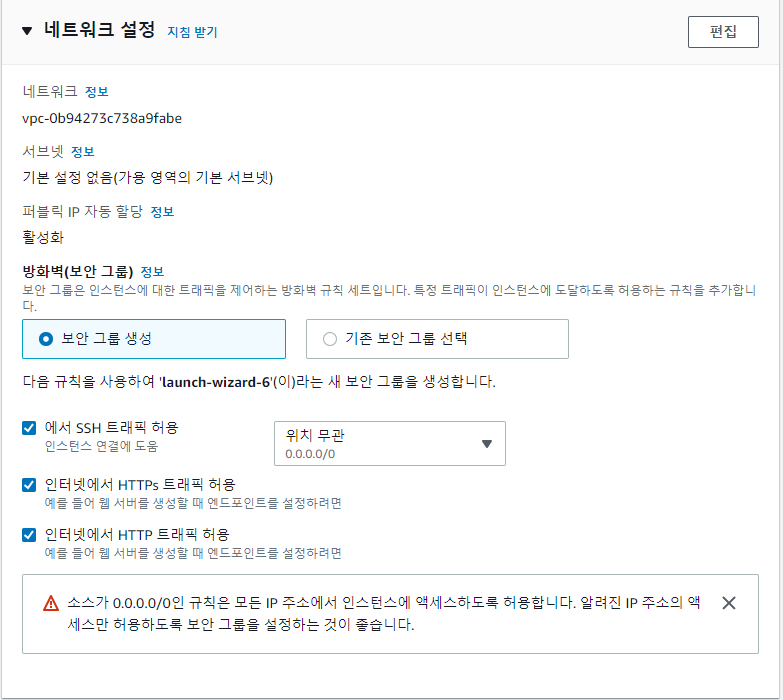 ▼ 네트워크 설정 지침 받기 편집
네트워크 정보
vpc-0b94273c738a9fabe
서브넷 정보
기본 설정 없음(가용 영역의 기본 서브넷)
퍼블릭 IP 자동 할당 정보
활성화
방화벽(보안 그룹) 정보
보안 그룹은 인스턴스에 대한 트래픽을 제어하는 방화벽 규칙 세트입니다. 특정 트래픽이 인스턴스에 도달하도록 허용하는 규칙을 추가합니
다.
보안 그룹 생성 기존 보안 그룹 선택
다음 규칙을 사용하여 'launch-wizard-6'(이)라는 새 보안 그룹을 생성합니다.
에서 SSH 트래픽 허용
인스턴스 연결에 도움
위치 무관
0.0.0.0/0
인터넷에서 HTTPs 트래픽 허용
예를 들어 웹 서버를 생성할 때 엔드포인트를 설정하려면
인터넷에서 HTTP 트래픽 허용
예를 들어 웹 서버를 생성할 때 엔드포인트를 설정하려면
소스가 0.0.0.0/0인 규칙은 모든 IP 주소에서 인스턴스에 액세스하도록 허용합니다. 알려진 IP 주소의 액
세스만 허용하도록 보안 그룹을 설정하는 것이 좋습니다.